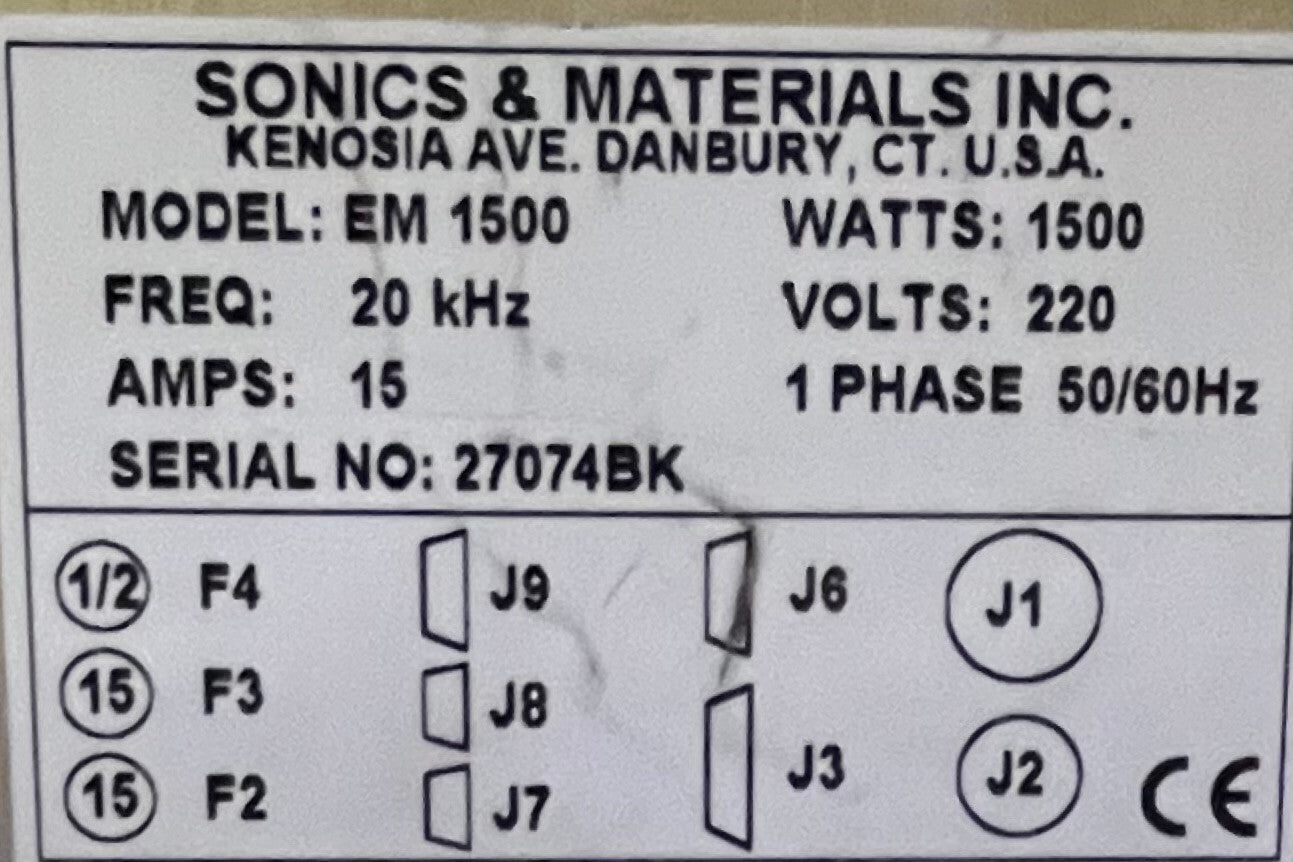 SONICS & MATERIALS INC.
KENOSIA AVE. DANBURY, CT. U.S.A.
MODEL: EM 1500 WATTS: 1500
FREQ: 20 kHz VOLTS: 220
AMPS: 15 1 PHASE 50/60Hz
SERIAL NO: 27074BK
1/2 F4 J9 J6 J1
15 F3 J8
15 F2 J7 J3 J2 CE